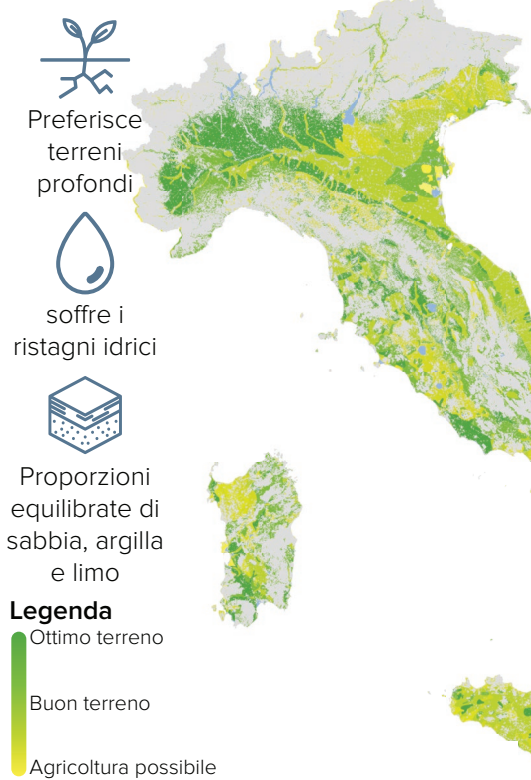 Preferisce
terreni
profondi
soffre i
ristagni idrici
Proporzioni
equilibrate di
sabbia, argilla
e limo
Legenda
Ottimo terreno
Buon terreno
Agricoltura possibile